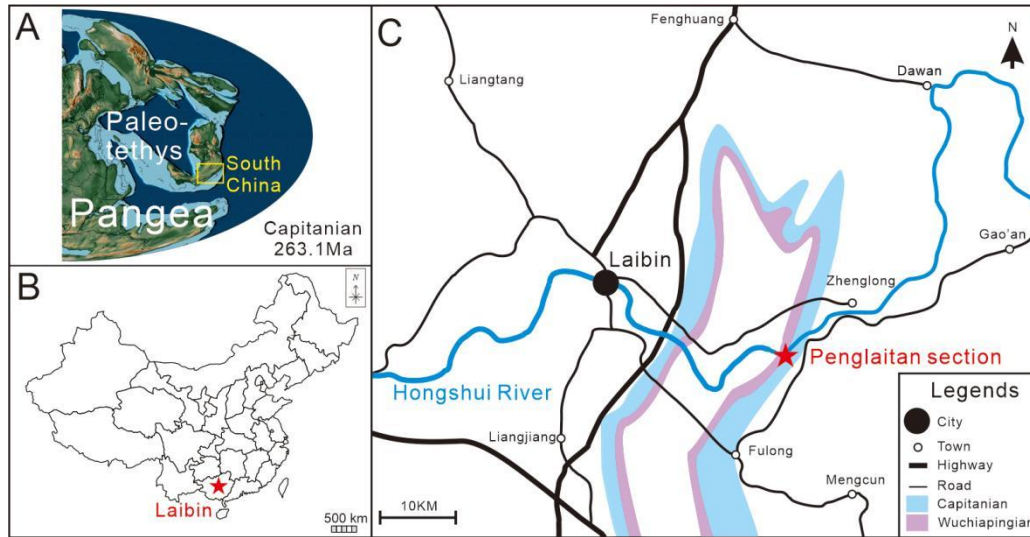 A
Paleo-
tethys
South
China
Pangea
Capitanian
263.1Ma
B
N
Laibin
500 km
C
Fenghuang
N
Liangtang
Dawan
Gao'an
Laibin
Zhenglong
Penglaitan section
Hongshui River
Liangjiang
Fulong
Mengcun
10KM
Legends
City
Town
Highway
Road
Capitanian
Wuchiapingian